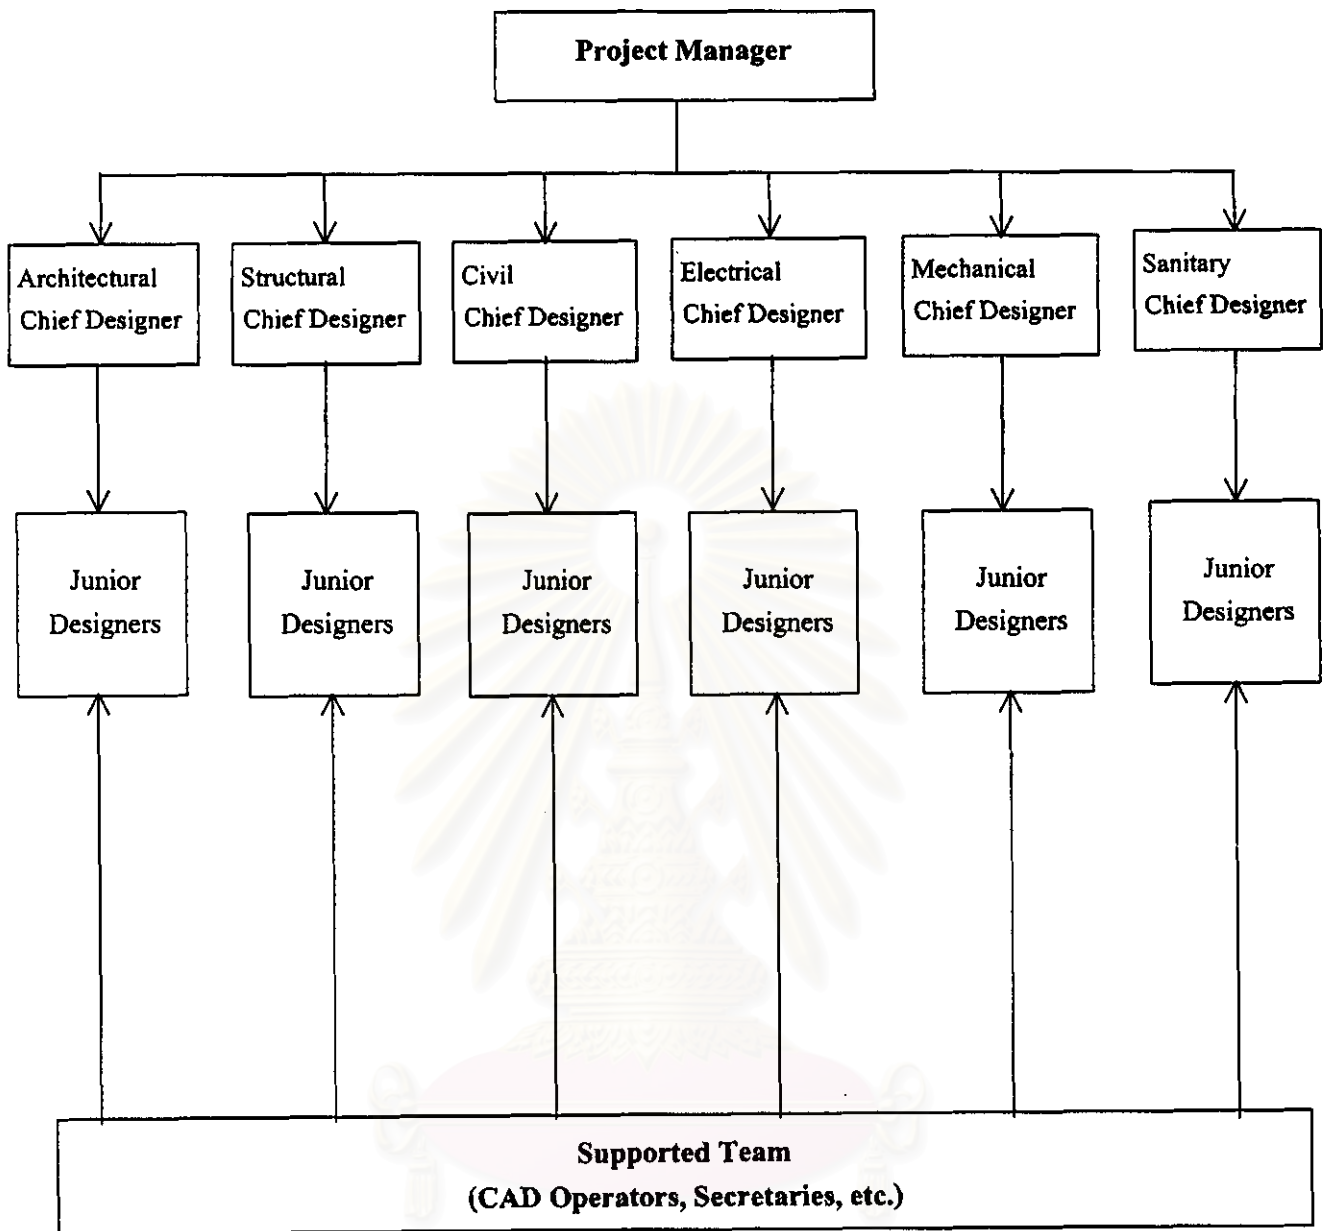 Project Manager
Architectural
Chief Designer
Structural
Chief Designer
Civil
Chief Designer
Electrical
Chief Designer
Mechanical
Chief Designer
Sanitary
Chief Designer
Junior
Designers
Junior
Designers
Junior
Designers
Junior
Designers
Junior
Designers
Junior
Designers
Supported Team
(CAD Operators, Secretaries, etc.)